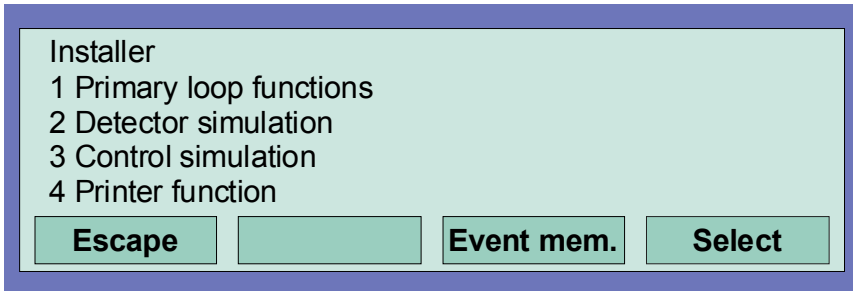 Installer
1 Primary loop functions
2 Detector simulation
3 Control simulation
4 Printer function
Escape Event mem. Select